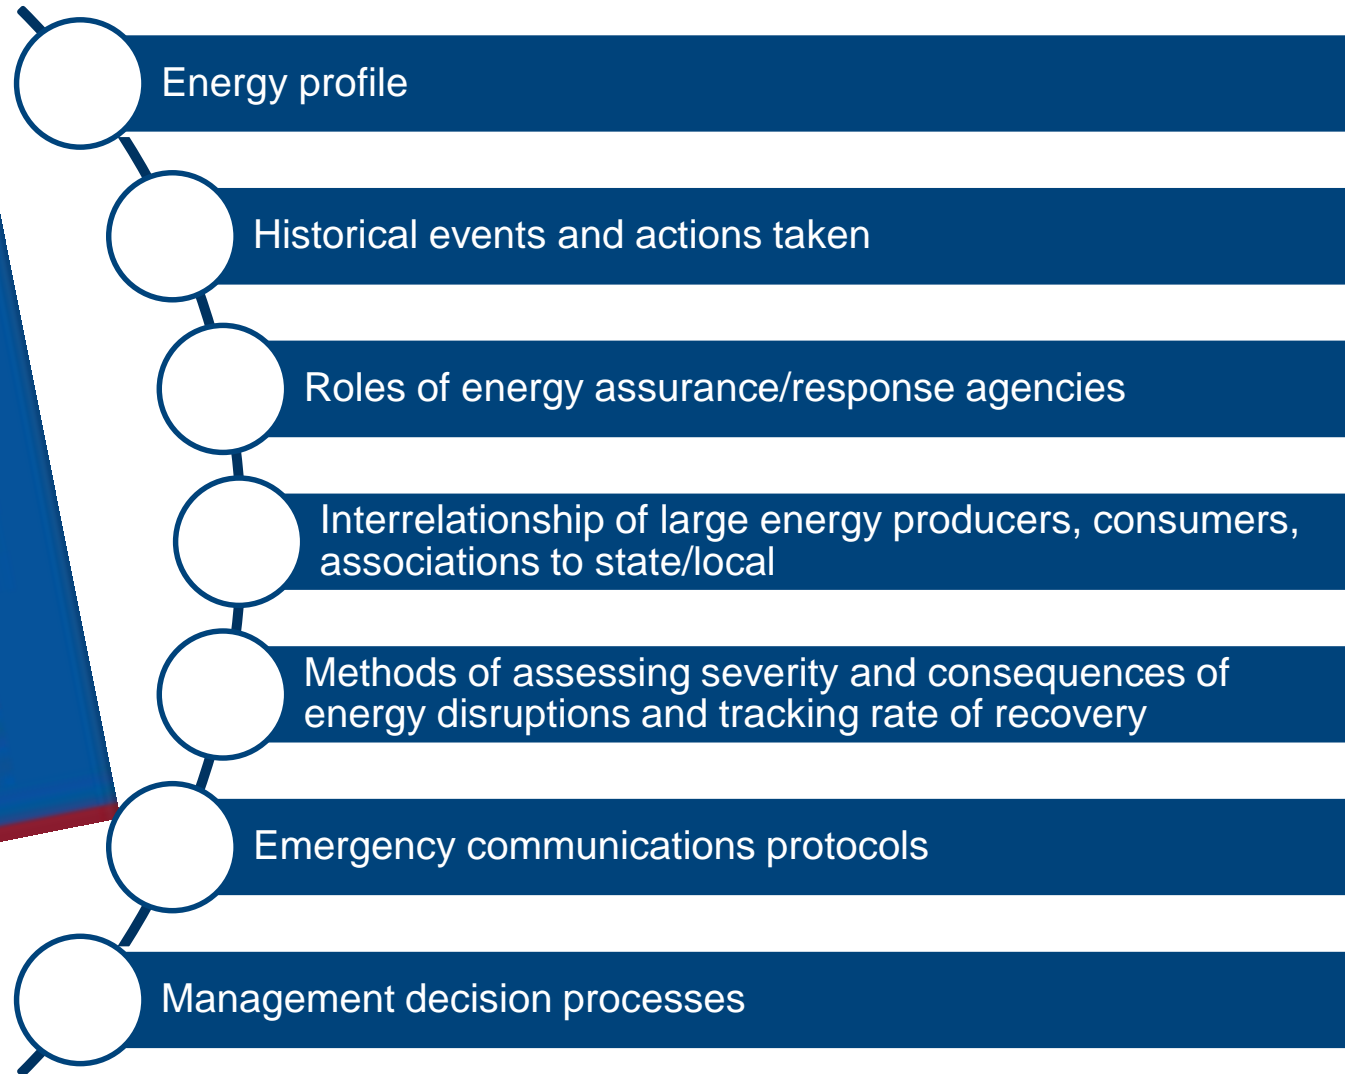 Energy profile
Historical events and actions taken
Roles of energy assurance/response agencies
Interrelationship of large energy producers, consumers,
associations to state/local
Methods of assessing severity and consequences of
energy disruptions and tracking rate of recovery
Emergency communications protocols
Management decision processes